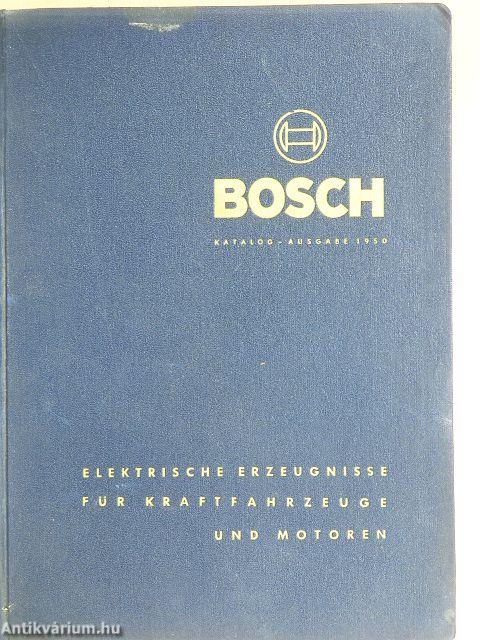 BOSCH
KATALOG - AUSGABE 1950
ELEKTRISCHE ERZEUGNISSE
FÜR KRAFTFAHRZEUGE
UND MOTOREN
Antikvárium.hu